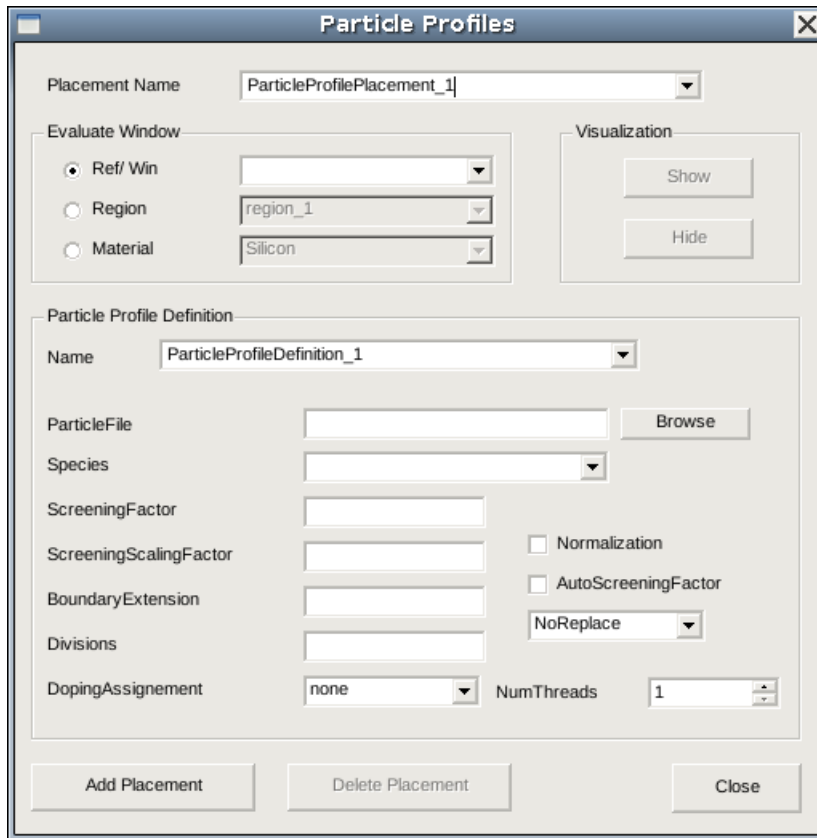 Particle Profiles
Placement Name ParticleProfilePlacement_1
Evaluate Window Visualization
Ref/ Win Show
Region region_1
Hide
Material Silicon
Particle Profile Definition
Name ParticleProfileDefinition_1
ParticleFile Browse
Species
ScreeningFactor
Normalization
ScreeningScalingFactor
AutoScreeningFactor
BoundaryExtension
NoReplace
Divisions
DopingAssignement none NumThreads 1
Add Placement Delete Placement Close